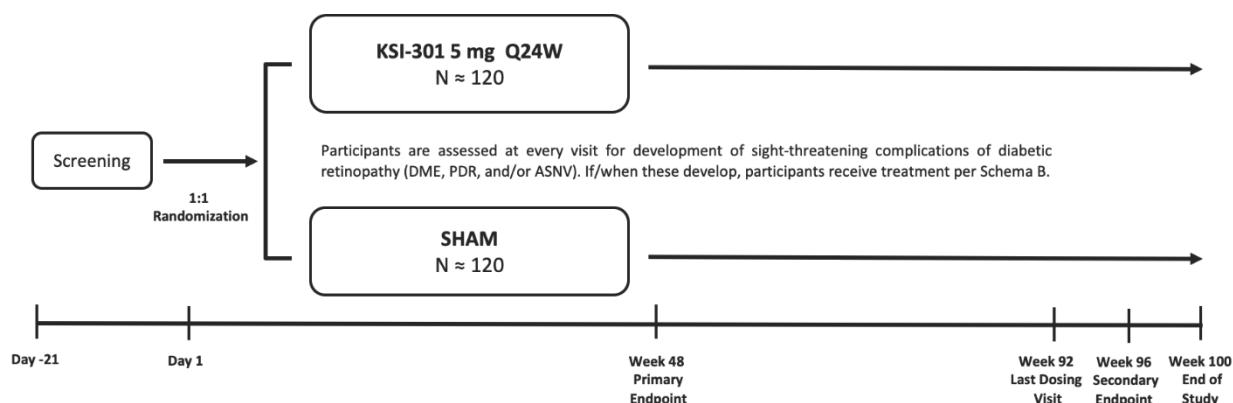 KSI-301 5 mg Q24W
N ≈ 120
Screening
1:1
Randomization
Participants are assessed at every visit for development of sight-threatening complications of diabetic
retinopathy (DME, PDR, and/or ASNV). If/when these develop, participants receive treatment per Schema B.
SHAM
N ≈ 120
Day -21
Day 1
Week 48
Primary
Endpoint
Week 92
Last Dosing
Visit
Week 96
Secondary
Endpoint
Week 100
End of
Study